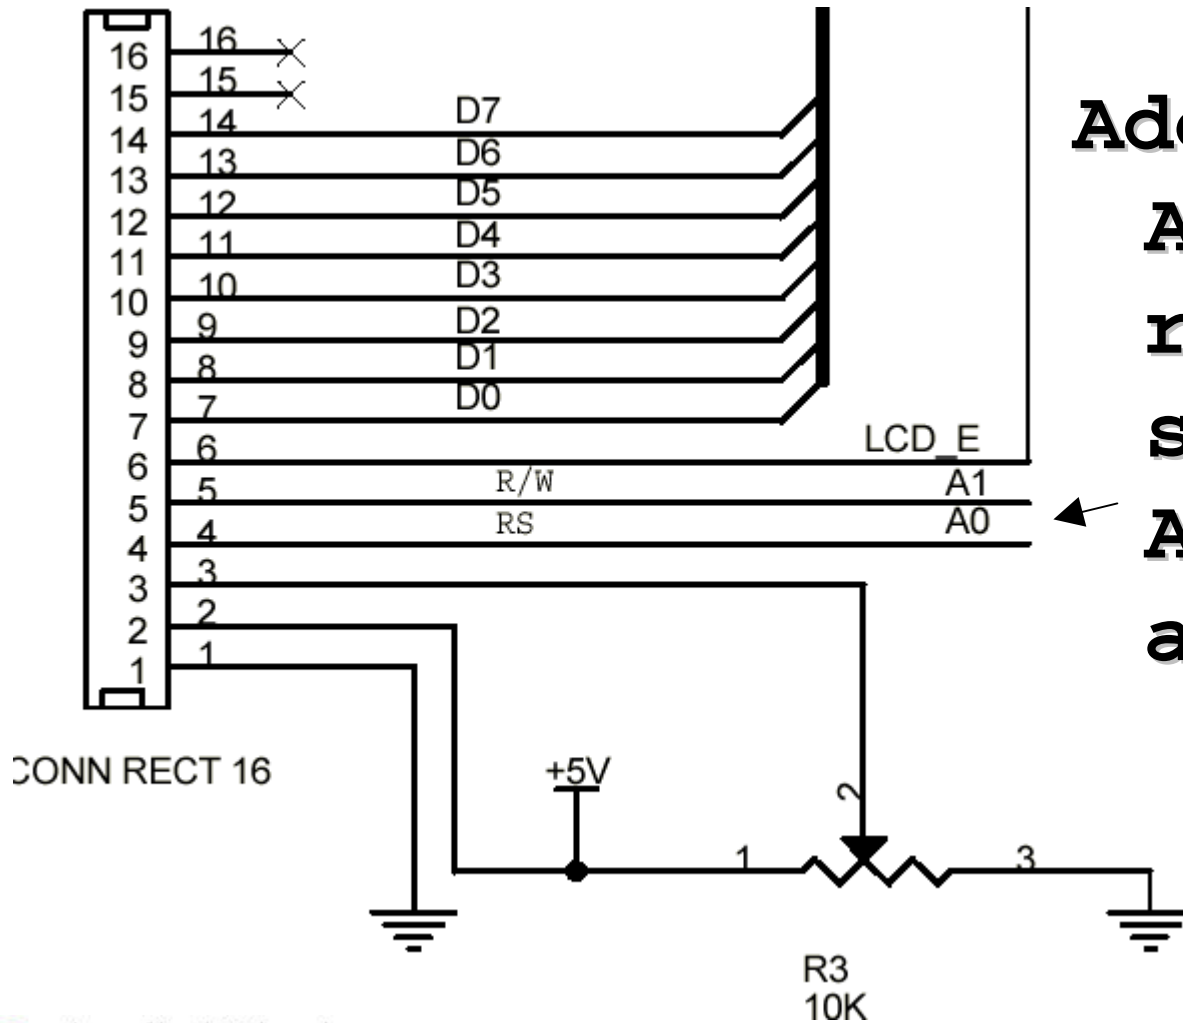 16 16
15 15
14 14 D7
13 13 D6
12 12 D5
11 11 D4
10 10 D3
9 9 D2
8 8 D1
7 7 D0
6 6 LCD_E
5 5 R/W A1
4 4 RS A0
3 3
2 2
1 1
CONN RECT 16
+5V
2
1 3
R3
10K